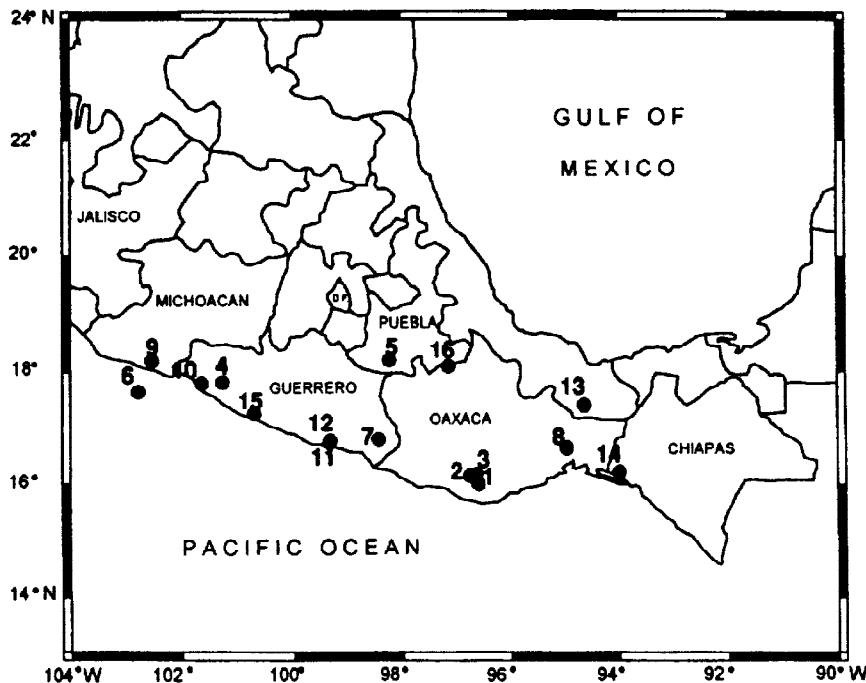 24° N
GULF OF
22°
MEXICO
JALISCO
20°
MICHOACAN
D F
PUEBLA
9
5
16
18°
10
4
6
GUERRERO
13
15
OAXACA
12
7
8
CHIAPAS
11
14
3
2
1
16°
PACIFIC OCEAN
14° N
104° W
102°
100°
98°
96°
94°
92°
90° W